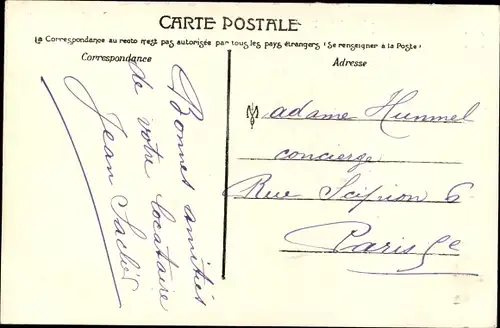 CARTE POSTALE
La Correspondance au recto n'est pas autorisée par tous les pays étrangers (Se renseigner à la Poste)
Correspondance
Adresse
Bonnes amitiés
de votre locataire
Jean
Madame Hummel
concierge
Rue Scipion 6
Paris 5e